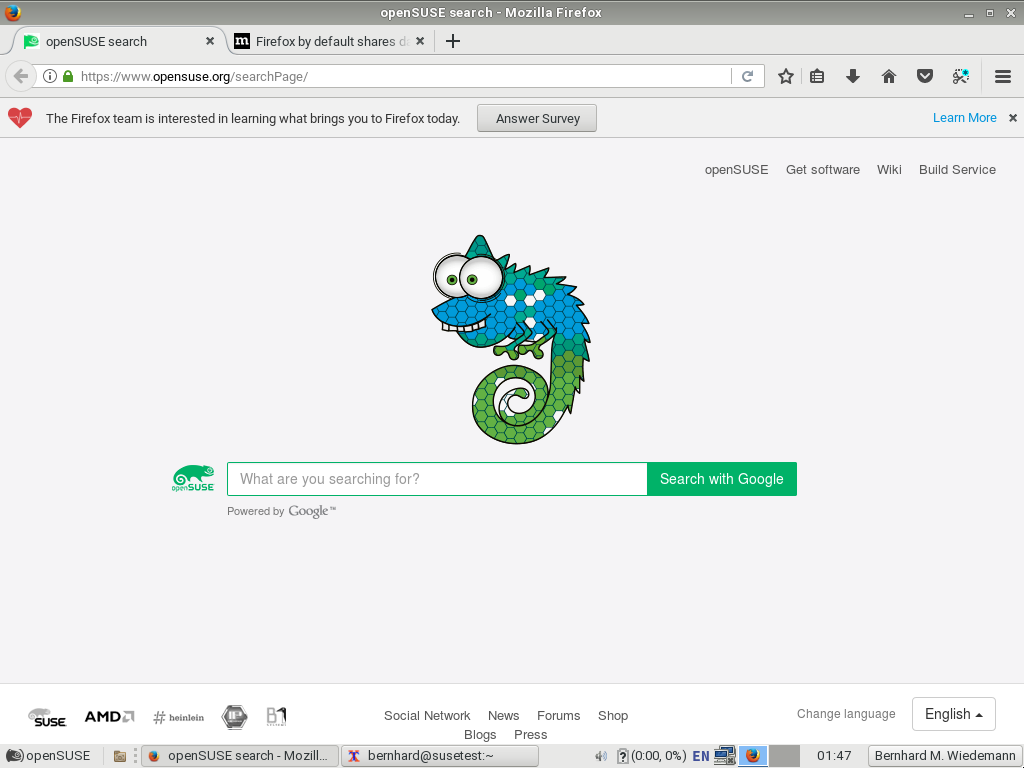 openSUSE search - Mozilla Firefox
openSUSE search
m Firefox by default shares da
https://www.opensuse.org/searchPage/
The Firefox team is interested in learning what brings you to Firefox today. Answer Survey Learn More
openSUSE Get software Wiki Build Service
openSUSE What are you searching for? Search with Google
Powered by Google™
SUSE AMD # heinlein B1 Social Network News Forums Shop Change language English
Blogs Press
openSUSE openSUSE search - Mozill... bernhard@susetest:~ (0:00, 0%) EN 01:47 Bernhard M. Wiedemann